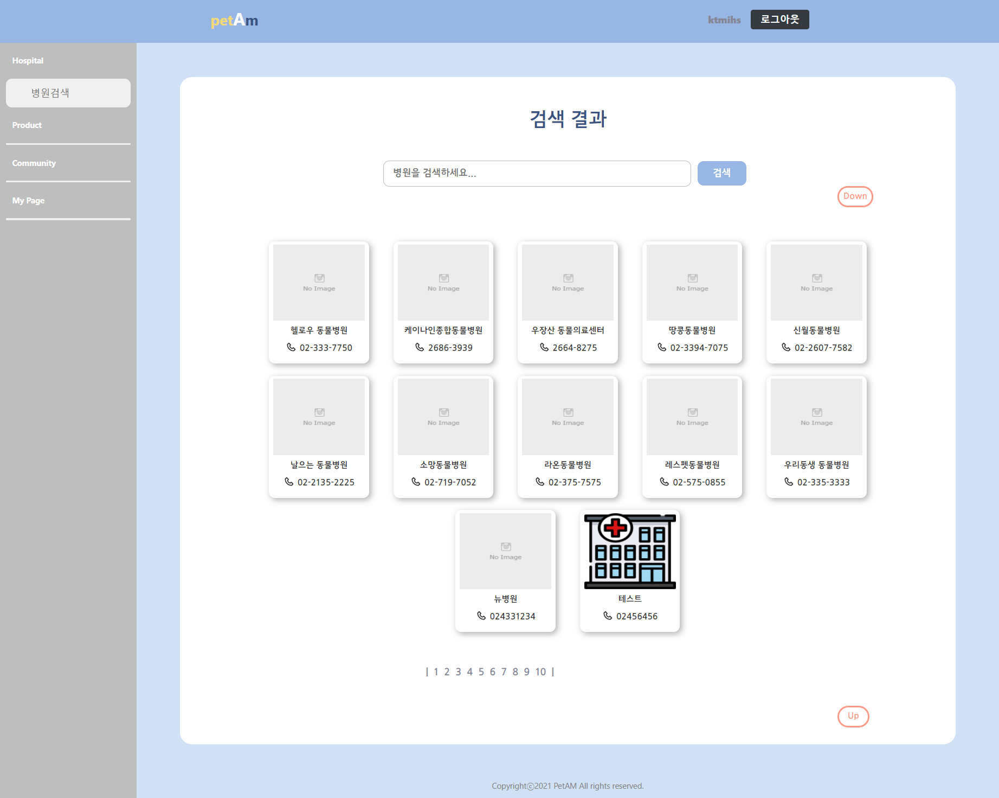 petAm
ktmihs
로그아웃
Hospital
병원검색
Product
Community
My Page
검색 결과
병원을 검색하세요...
검색
Down
No Image
No Image
No Image
No Image
No Image
헬로우 동물병원
케이나인종합동물병원
우장산 동물의료센터
땅콩동물병원
신월동물병원
02-333-7750
2686-3939
2664-8275
02-3394-7075
02-2607-7582
No Image
No Image
No Image
No Image
No Image
날으는 동물병원
소망동물병원
라온동물병원
레스펫동물병원
우리동생 동물병원
02-2135-2225
02-719-7052
02-375-7575
02-575-0855
02-335-3333
No Image
뉴병원
테스트
024331234
02456456
| 1 2 3 4 5 6 7 8 9 10 |
Up
Copyrightⓒ2021 PetAM All rights reserved.